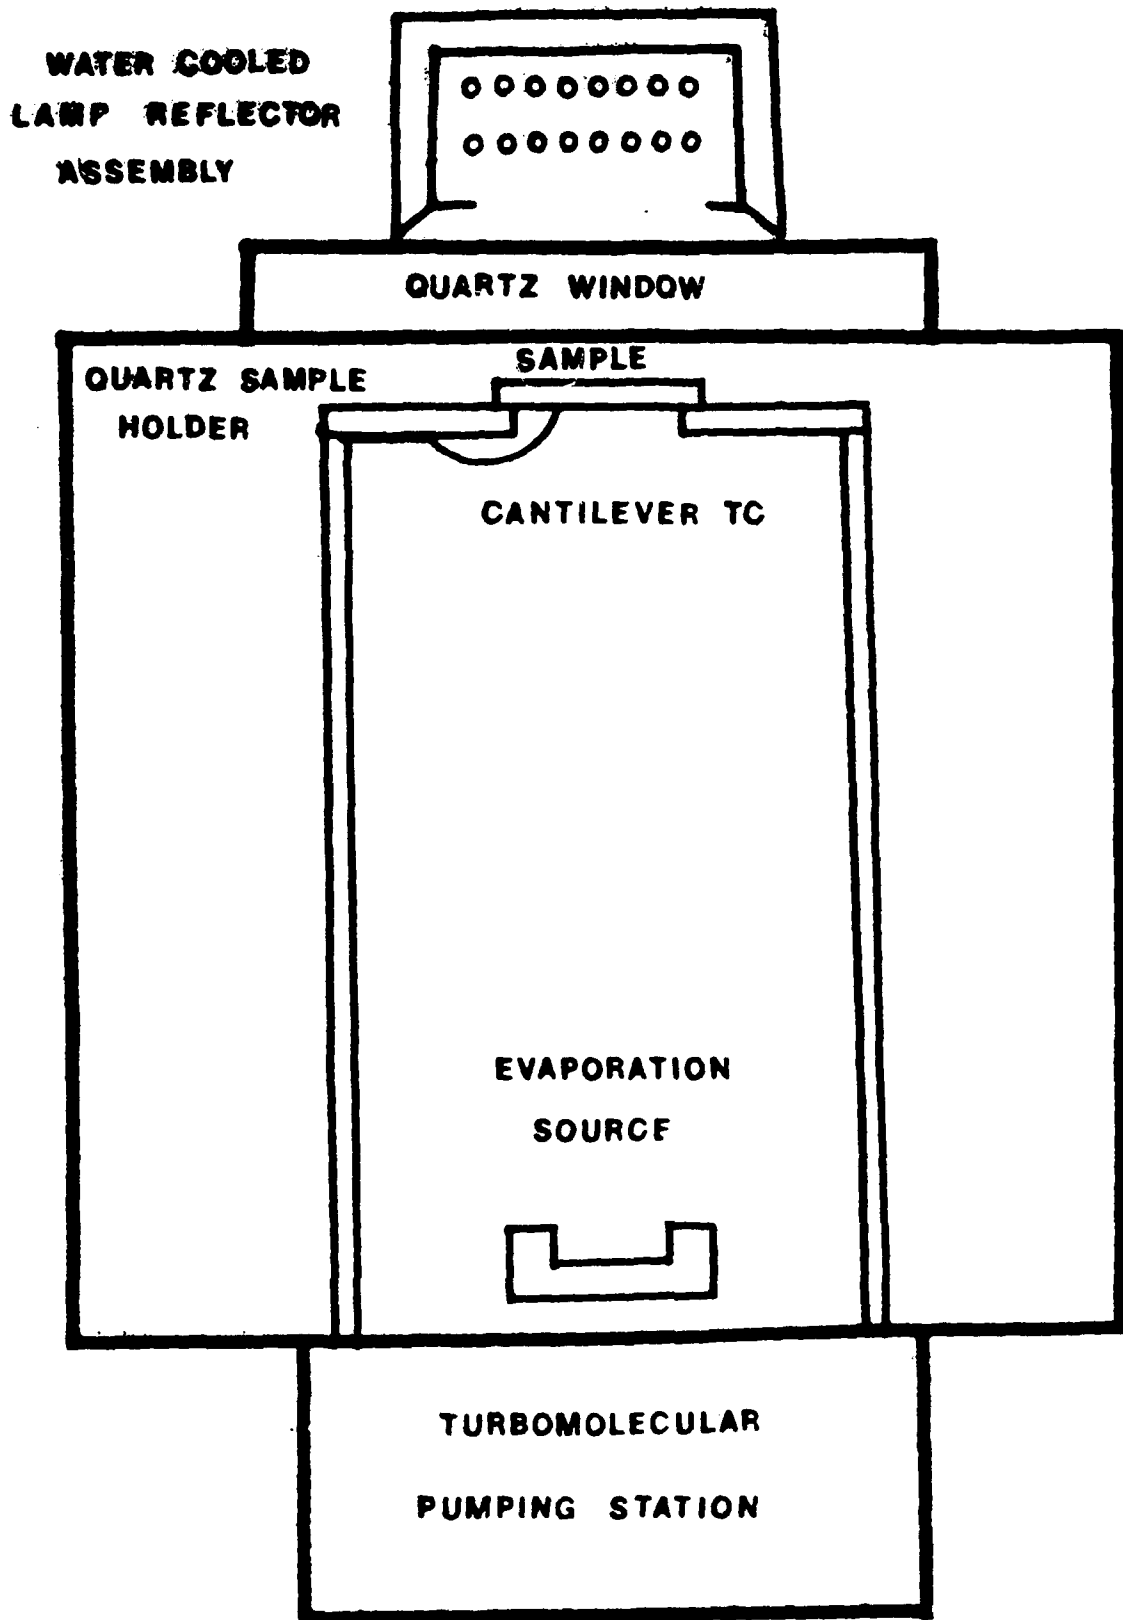 WATER COOLED
LAMP REFLECTOR
ASSEMBLY
QUARTZ WINDOW
SAMPLE
QUARTZ SAMPLE
HOLDER
CANTILEVER TC
EVAPORATION
SOURCE
TURBOMOLECULAR
PUMPING STATION